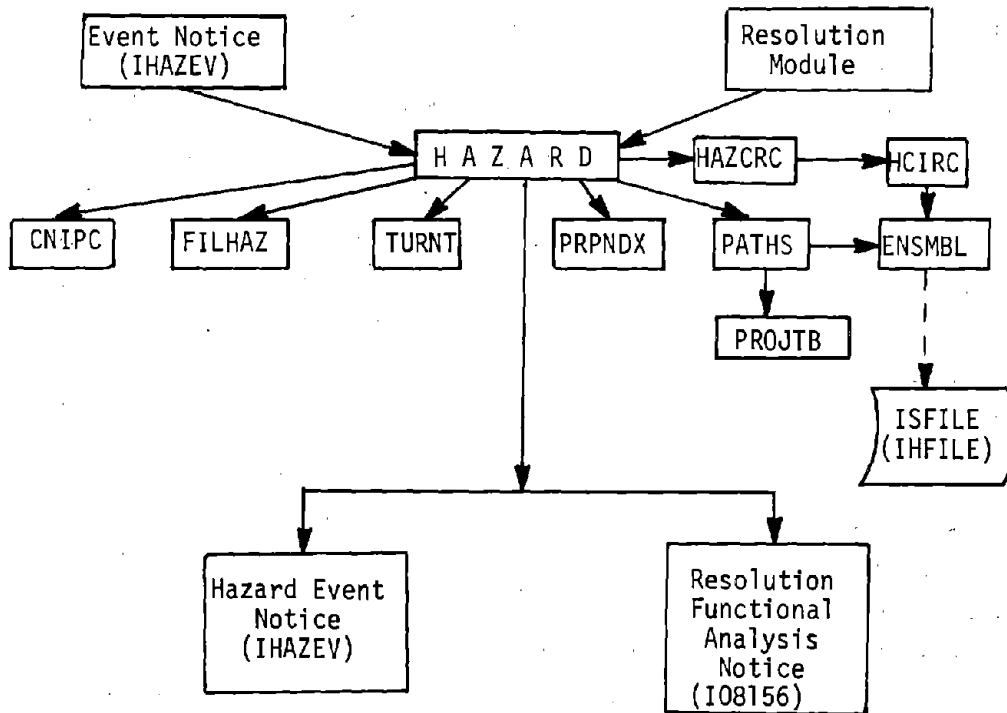 Event Notice
(IHAZEV)
Resolution
Module
H A Z A R D
HAZCRC
HCIRC
CNIPC
FILHAZ
TURNT
PRPNDX
PATHS
ENSMBL
PROJTB
ISFILE
(IHFILE)
Hazard Event
Notice
(IHAZEV)
Resolution
Functional
Analysis
Notice
(IO8156)